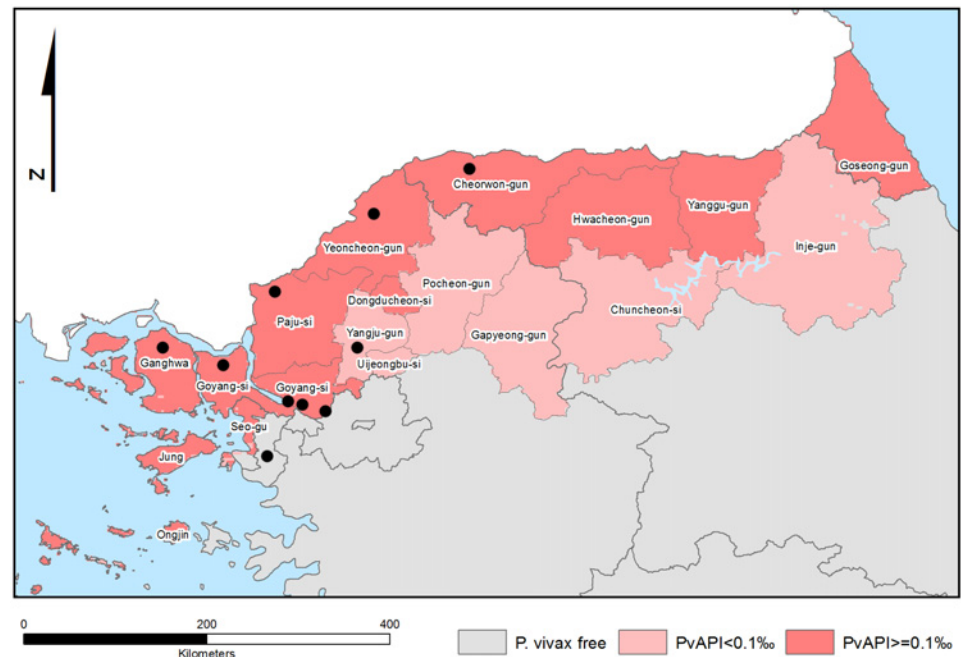 N
Goseong-gun
Cheorwon-gun
Hwacheon-gun
Yanggu-gun
Inje-gun
Yeoncheon-gun
Pocheon-gun
Dongducheon-si
Chuncheon-si
Paju-si
Yangju-gun
Gapyeong-gun
Ganghwa
Uijeongbu-si
Goyang-si
Goyang-si
Seo-gu
Jung
Ongjin
0 200 400
Kilometers
P. vivax free
PvAPI<0.1‰
PvAPI>=0.1‰